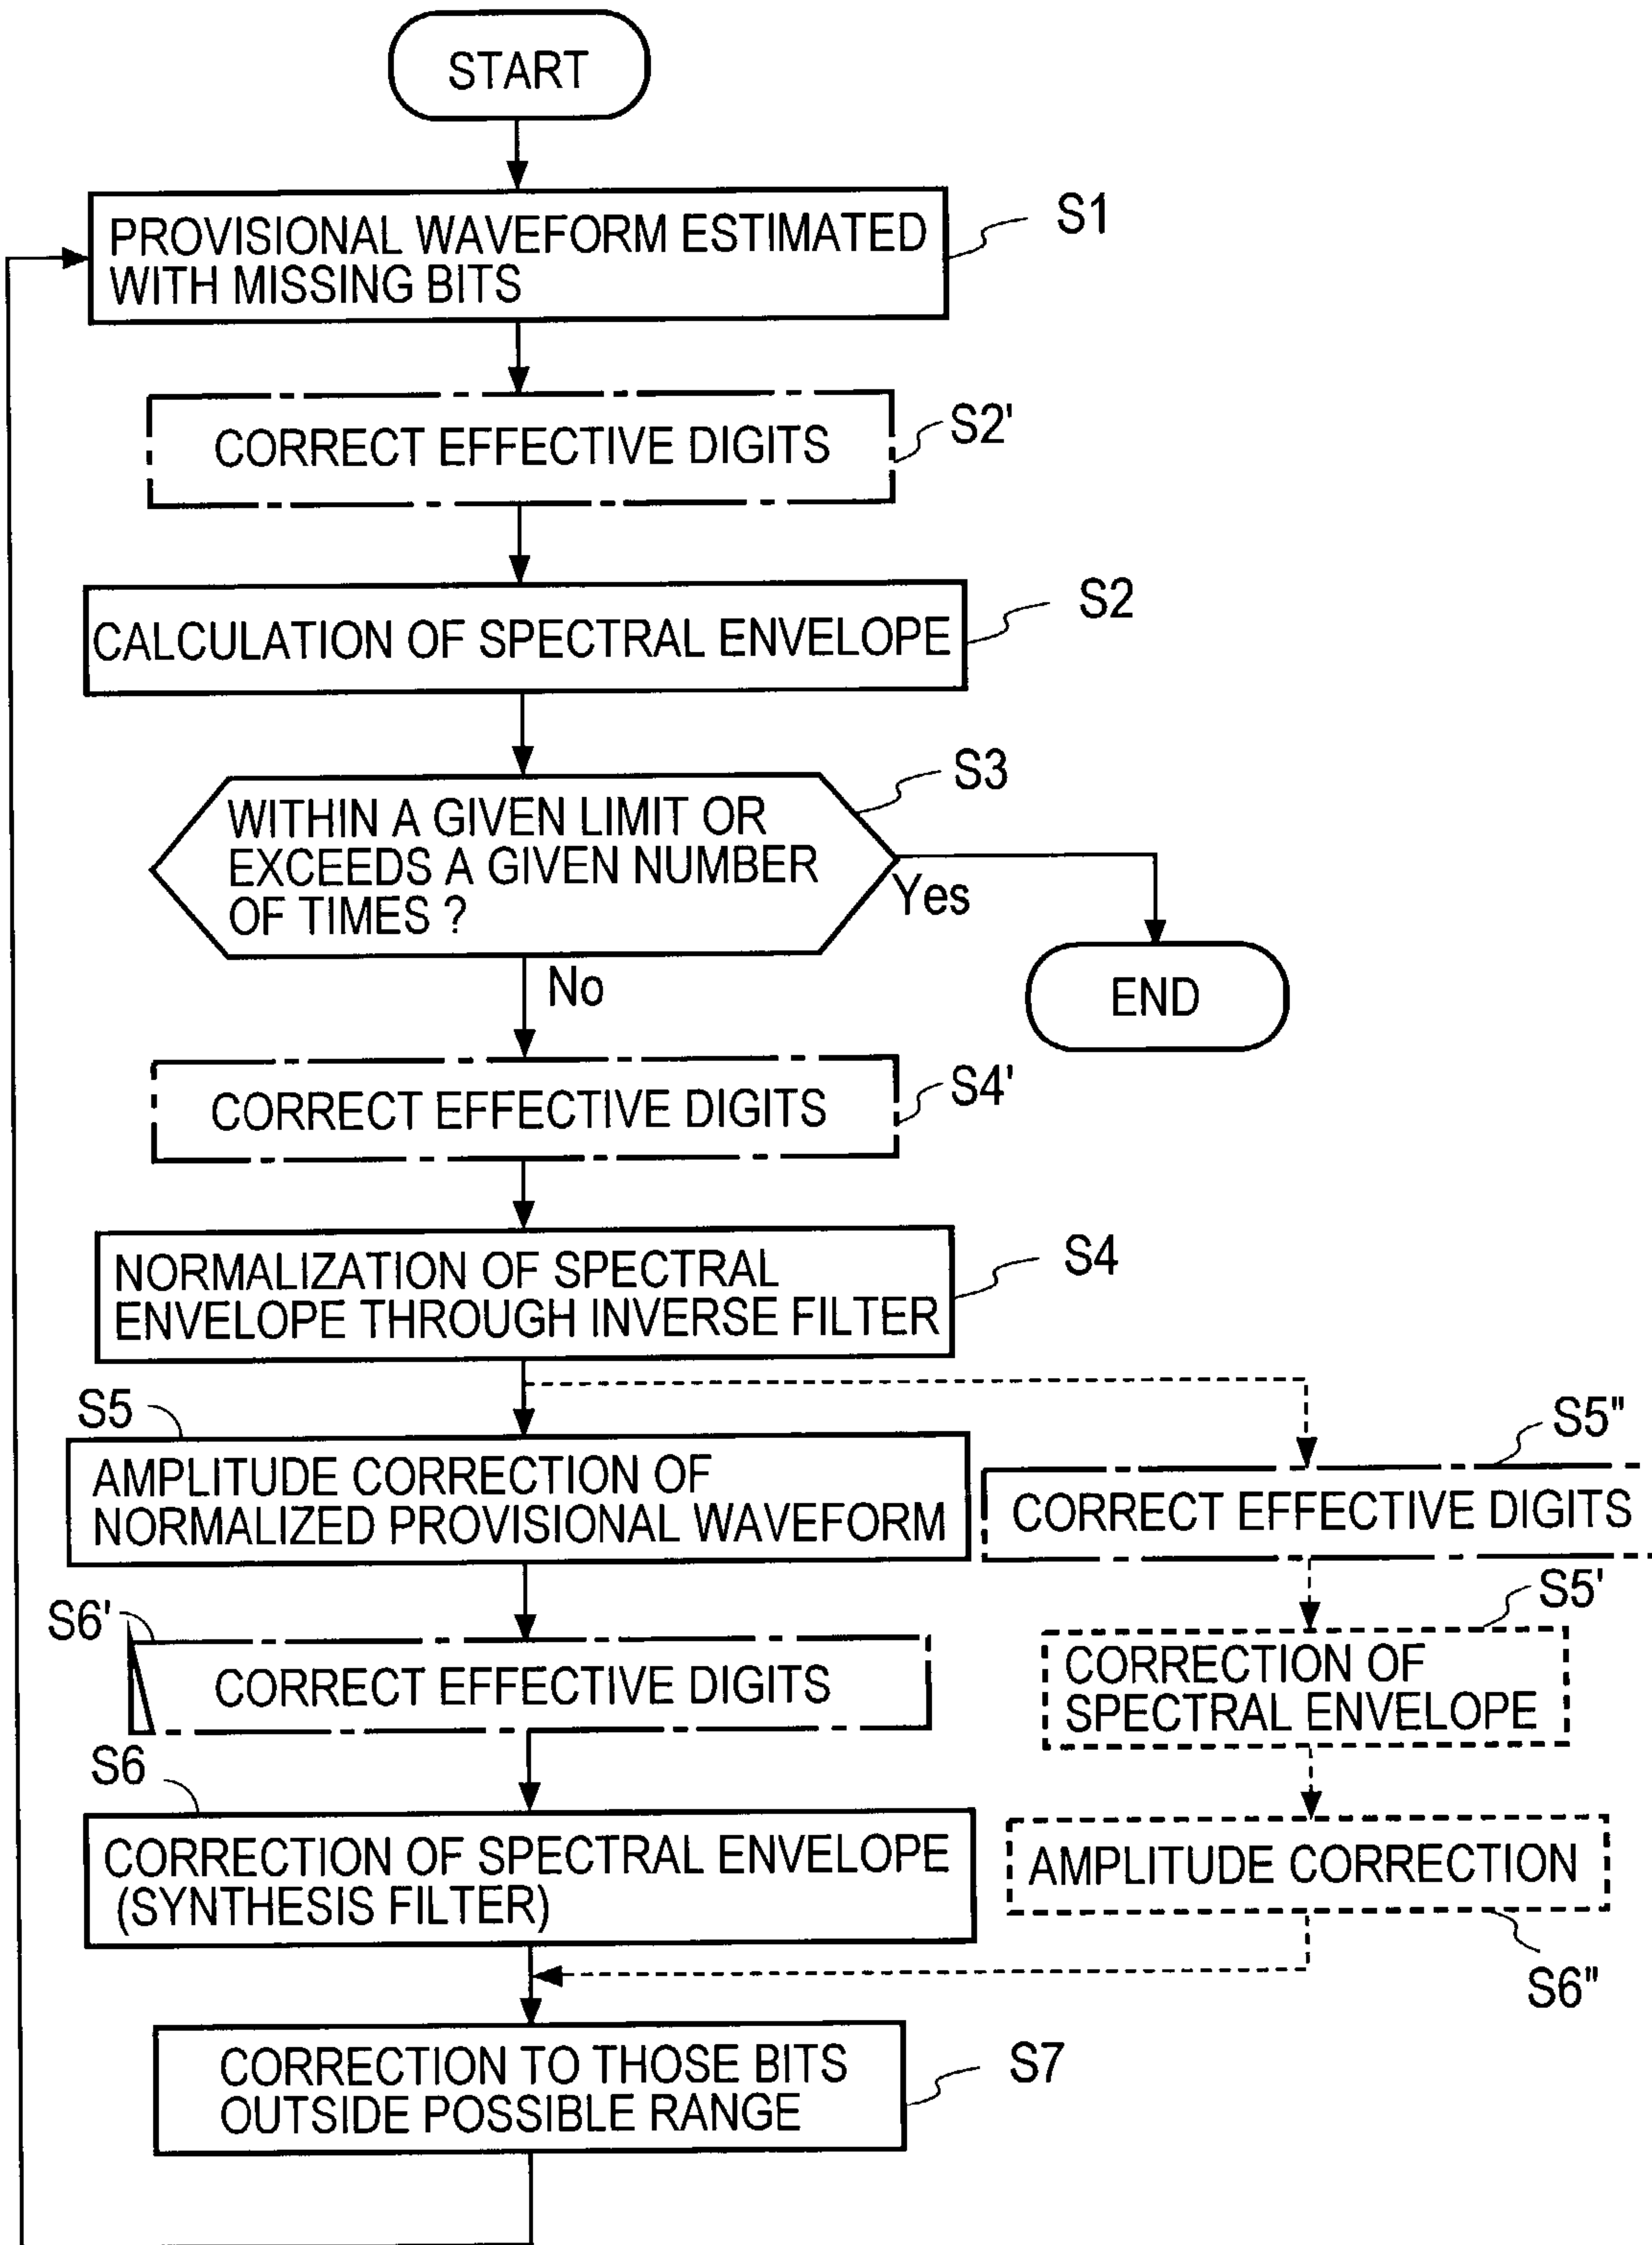 START
PROVISIONAL WAVEFORM ESTIMATED
WITH MISSING BITS
S1
CORRECT EFFECTIVE DIGITS
S2'
CALCULATION OF SPECTRAL ENVELOPE
S2
WITHIN A GIVEN LIMIT OR
EXCEEDS A GIVEN NUMBER
OF TIMES ?
S3
Yes
No
END
CORRECT EFFECTIVE DIGITS
S4'
NORMALIZATION OF SPECTRAL
ENVELOPE THROUGH INVERSE FILTER
S4
S5
AMPLITUDE CORRECTION OF
NORMALIZED PROVISIONAL WAVEFORM
S5"
CORRECT EFFECTIVE DIGITS
S6'
CORRECT EFFECTIVE DIGITS
S5'
CORRECTION OF
SPECTRAL ENVELOPE
S6
CORRECTION OF SPECTRAL ENVELOPE
(SYNTHESIS FILTER)
AMPLITUDE CORRECTION
S6"
CORRECTION TO THOSE BITS
OUTSIDE POSSIBLE RANGE
S7